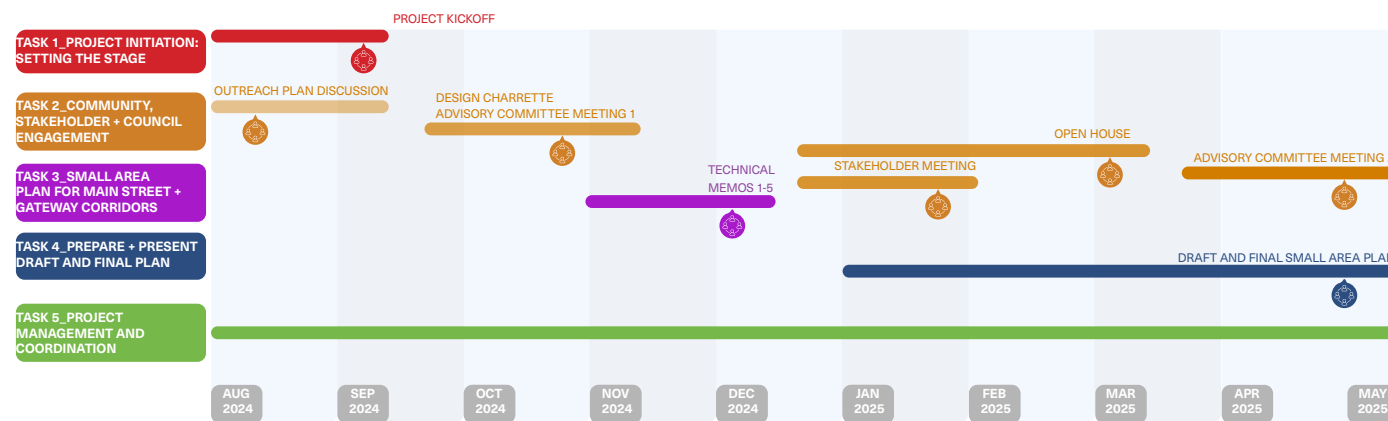 PROJECT KICKOFF
TASK 1_PROJECT INITIATION:
SETTING THE STAGE
OUTREACH PLAN DISCUSSION
DESIGN CHARRETTE
ADVISORY COMMITTEE MEETING 1
TASK 2_COMMUNITY,
STAKEHOLDER + COUNCIL
ENGAGEMENT
OPEN HOUSE
STAKEHOLDER MEETING
ADVISORY COMMITTEE MEETING
TECHNICAL
MEMOS 1-5
TASK 3_SMALL AREA
PLAN FOR MAIN STREET +
GATEWAY CORRIDORS
TASK 4_PREPARE + PRESENT
DRAFT AND FINAL PLAN
DRAFT AND FINAL SMALL AREA PLA
TASK 5_PROJECT
MANAGEMENT AND
COORDINATION
AUG
2024
SEP
2024
OCT
2024
NOV
2024
DEC
2024
JAN
2025
FEB
2025
MAR
2025
APR
2025
MAY
2025